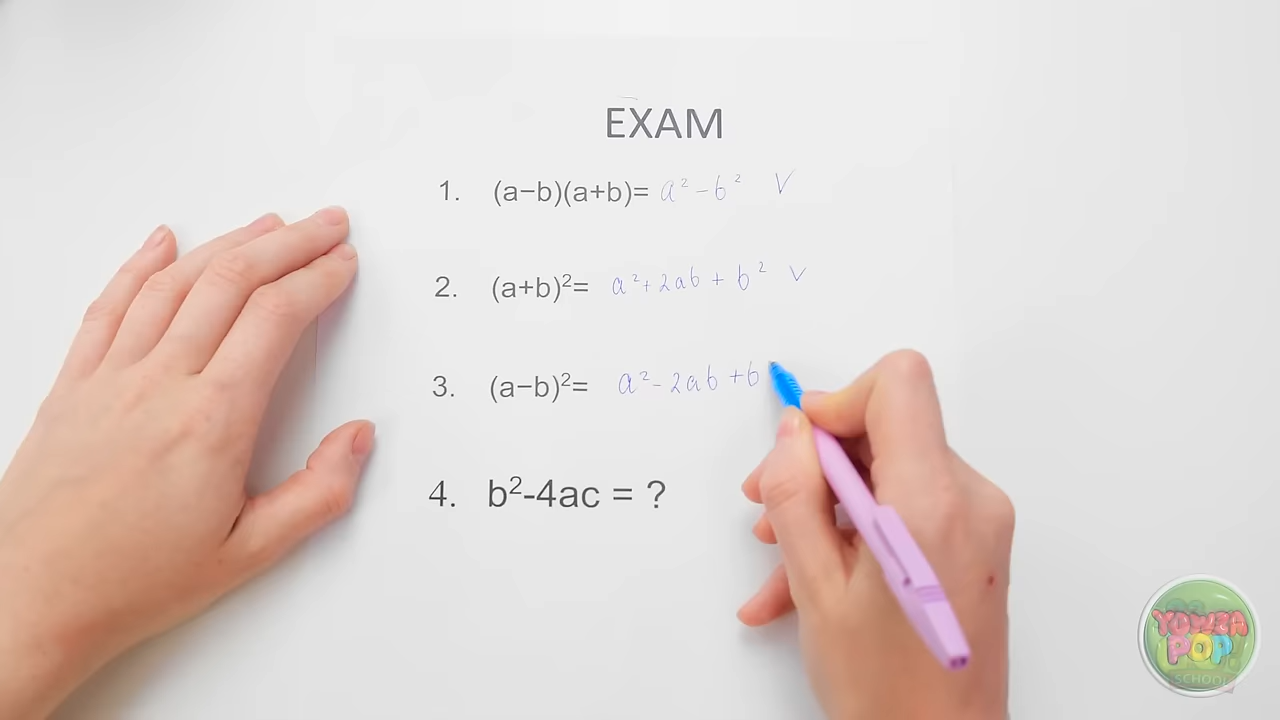 EXAM
1. (a−b)(a+b)= a² - b² V
2. (a+b)²= a² + 2ab + b² V
3. (a−b)²= a² - 2ab + b
4. b²-4ac = ?
YOWZA
POP
SCHOOL